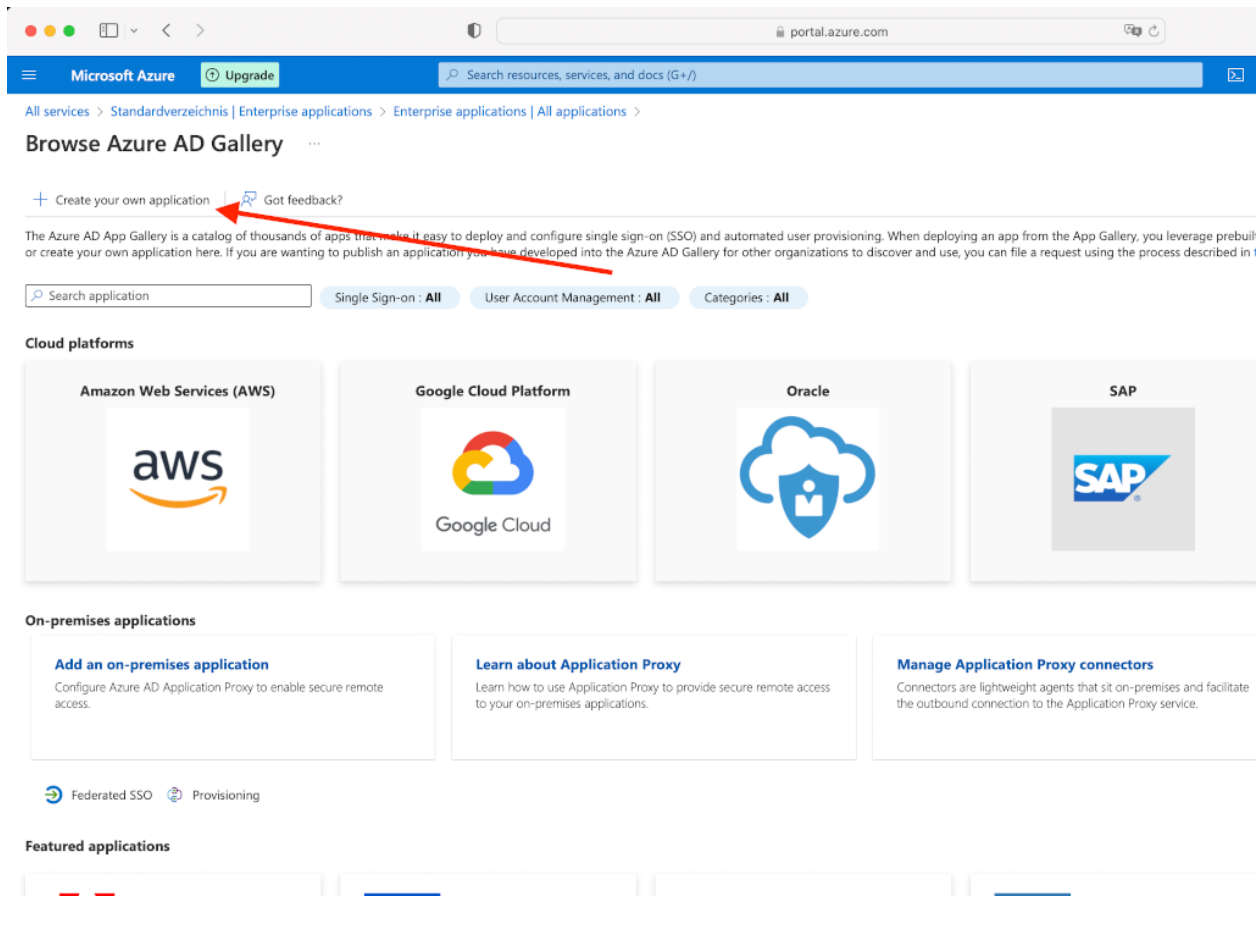 portal.azure.com
Microsoft Azure
Upgrade
Search resources, services, and docs (G+/)
All services > Standardverzeichnis | Enterprise applications > Enterprise applications | All applications >
Browse Azure AD Gallery ...
+ Create your own application
Got feedback?
The Azure AD App Gallery is a catalog of thousands of apps that make it easy to deploy and configure single sign-on (SSO) and automated user provisioning. When deploying an app from the App Gallery, you leverage prebuilt
or create your own application here. If you are wanting to publish an application you have developed into the Azure AD Gallery for other organizations to discover and use, you can file a request using the process described in
Search application
Single Sign-on : All
User Account Management : All
Categories : All
Cloud platforms
Amazon Web Services (AWS)
Google Cloud Platform
Oracle
SAP
aws
Google Cloud
SAP
On-premises applications
Add an on-premises application
Configure Azure AD Application Proxy to enable secure remote
access.
Learn about Application Proxy
Learn how to use Application Proxy to provide secure remote access
to your on-premises applications.
Manage Application Proxy connectors
Connectors are lightweight agents that sit on-premises and facilitate
the outbound connection to the Application Proxy service.
Federated SSO
Provisioning
Featured applications